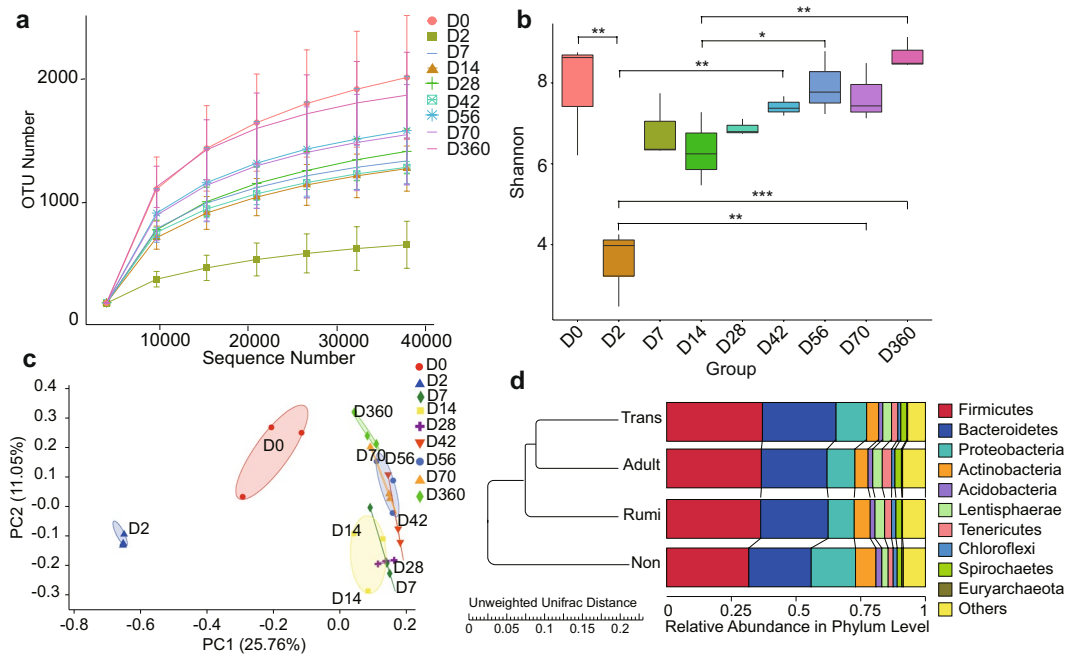 a
OTU Number
2000
1000
0
10000 20000 30000 40000
Sequence Number
D0
D2
D7
D14
D28
D42
D56
D70
D360
b
Shannon
8
6
4
**
**
*
**
***
**
D0 D2 D7 D14 D28 D42 D56 D70 D360
Group
c
PC2 (11.05%)
0.4
0.3
0.2
0.1
-0.0
-0.1
-0.2
-0.3
-0.8 -0.6 -0.4 -0.2 0.0 0.2
PC1 (25.76%)
D0
D2
D360
D70
D56
D42
D14
D28
D7
D14
D0
D2
D7
D14
D28
D42
D56
D70
D360
d
Trans
Adult
Rumi
Non
Unweighted Unifrac Distance
0 0.05 0.1 0.15 0.2
0 0.25 0.5 0.75 1
Relative Abundance in Phylum Level
Firmicutes
Bacteroidetes
Proteobacteria
Actinobacteria
Acidobacteria
Lentisphaerae
Tenericutes
Chloroflexi
Spirochaetes
Euryarchaeota
Others